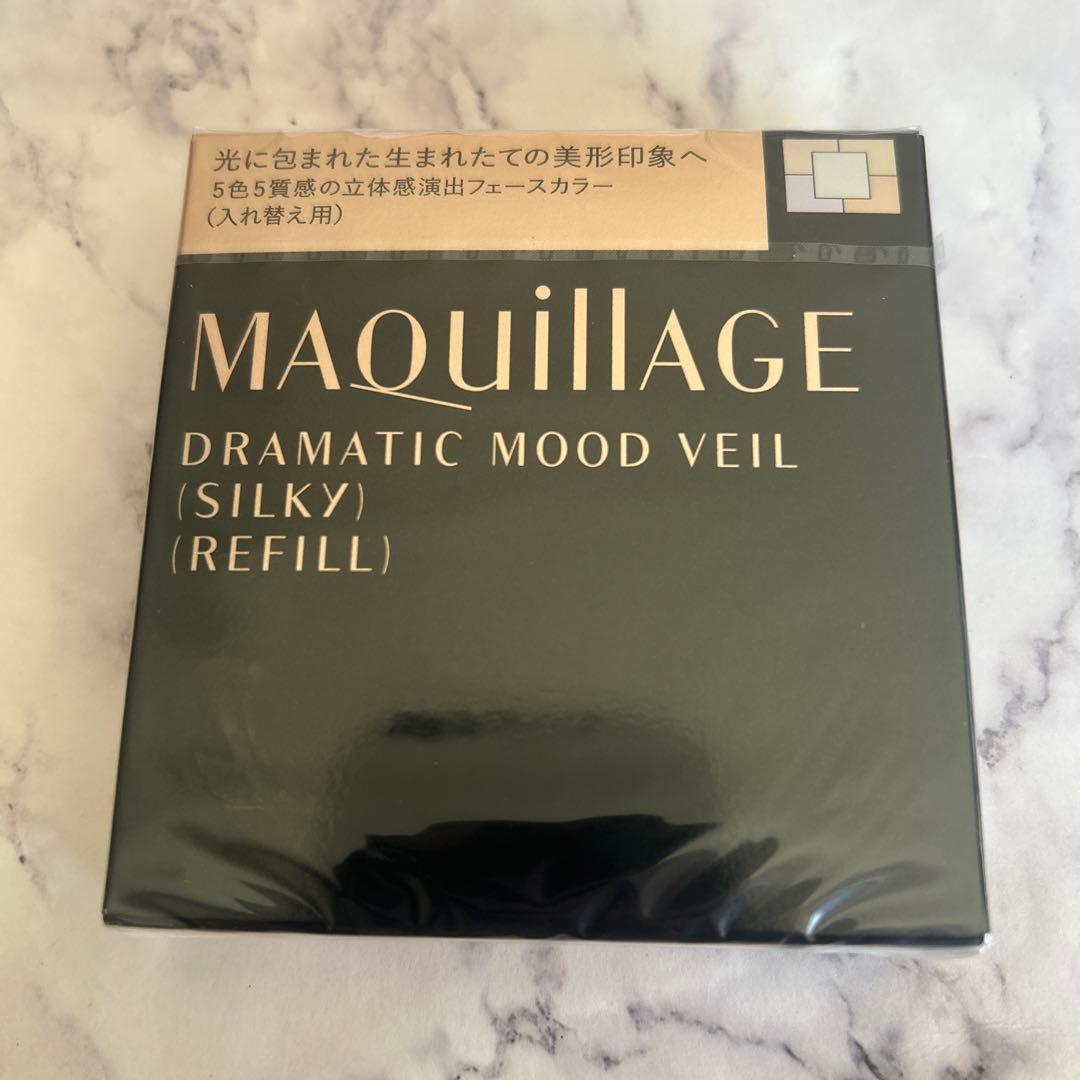 光に包まれた生まれたての美形印象へ
5色5質感の立体感演出フェースカラー
(入れ替え用)
MAQuillAGE
DRAMATIC MOOD VEIL
(SILKY)
(REFILL)